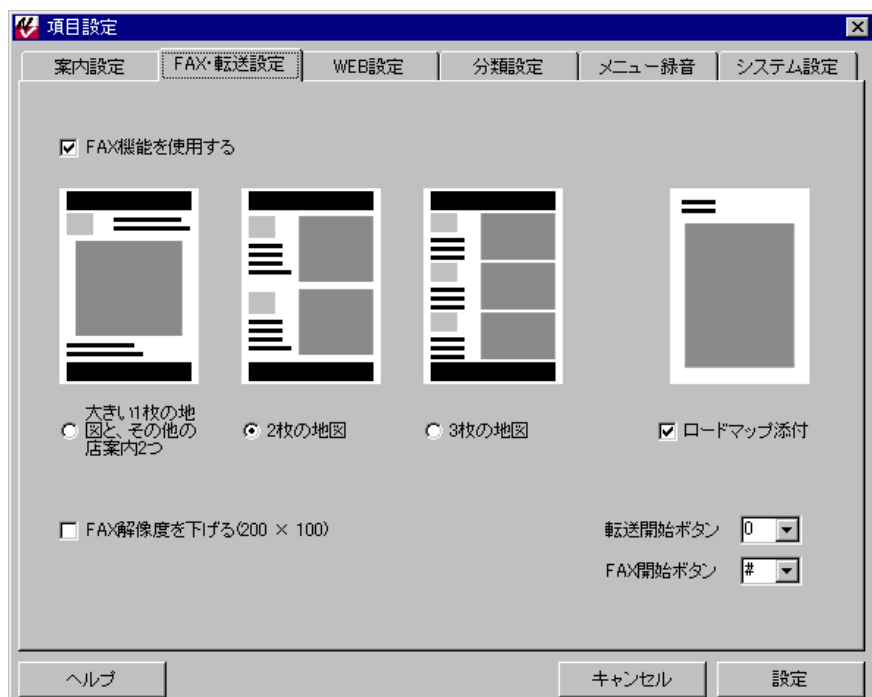 項目設定
案内設定
FAX・転送設定
WEB設定
分類設定
メニュー録音
システム設定
FAX機能を使用する
大きい1枚の地
図と、その他の
店案内2つ
2枚の地図
3枚の地図
ロードマップ添付
FAX解像度を下げる(200 × 100)
転送開始ボタン
0
FAX開始ボタン
#
ヘルプ
キャンセル
設定